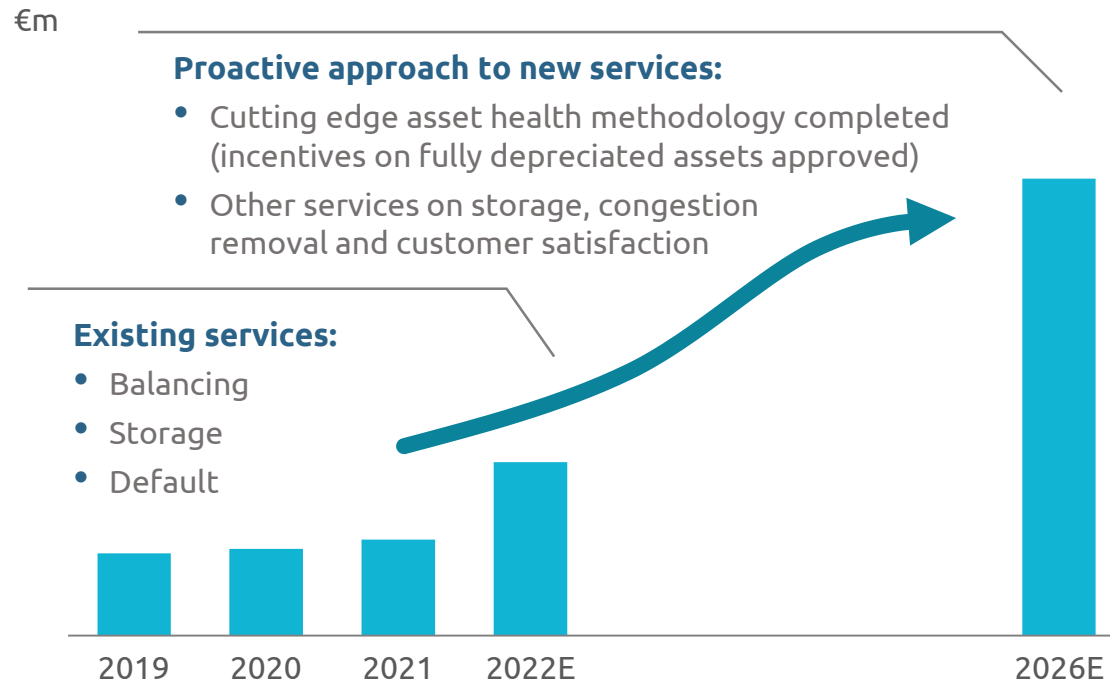 €m
Proactive approach to new services:
• Cutting edge asset health methodology completed
(incentives on fully depreciated assets approved)
• Other services on storage, congestion
removal and customer satisfaction
Existing services:
• Balancing
• Storage
• Default
2019 2020 2021 2022E 2026E